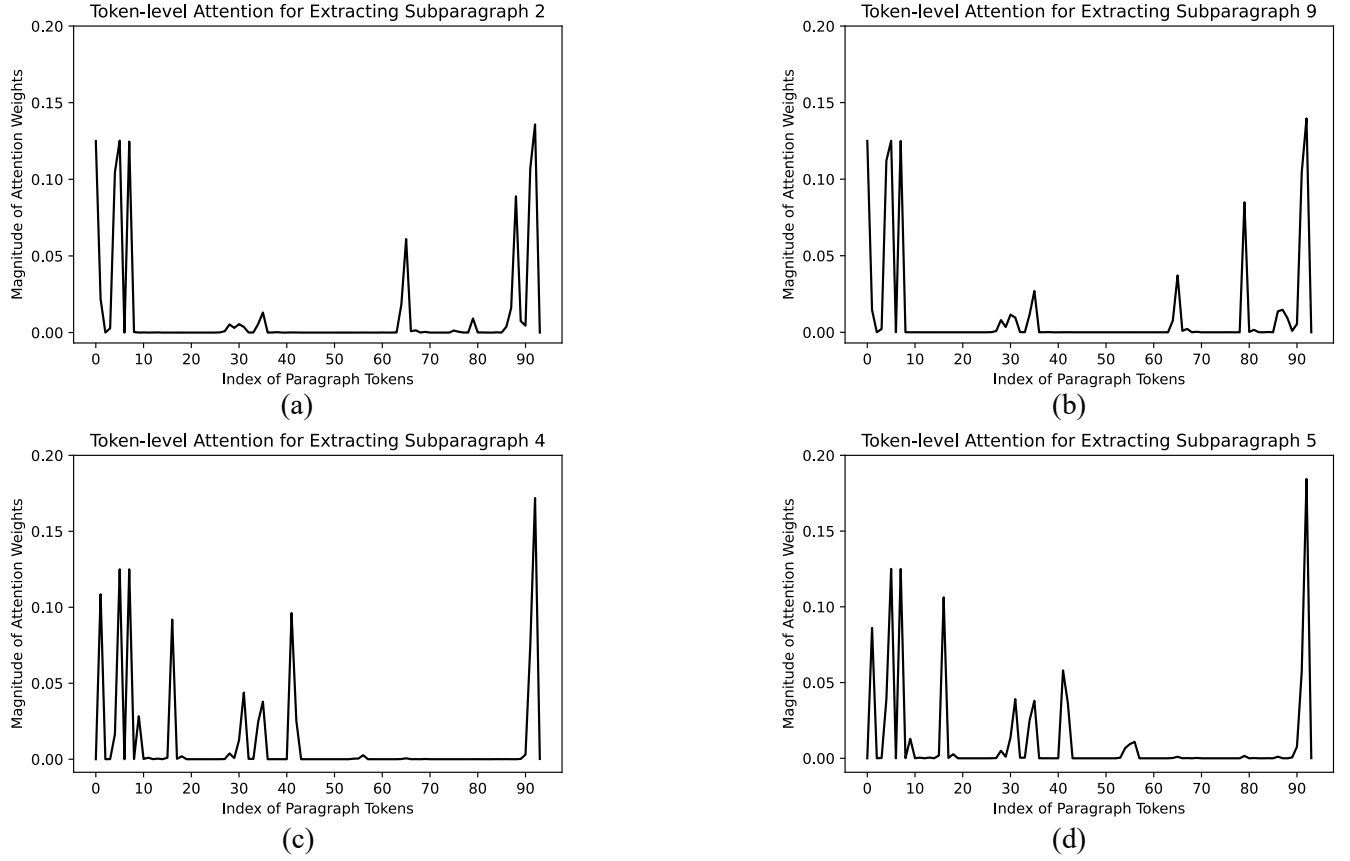 Token-level Attention for Extracting Subparagraph 2
0.20
0.15
0.10
0.05
0.00
Magnitude of Attention Weights
0 10 20 30 40 50 60 70 80 90
Index of Paragraph Tokens
(a)
Token-level Attention for Extracting Subparagraph 9
0.20
0.15
0.10
0.05
0.00
Magnitude of Attention Weights
0 10 20 30 40 50 60 70 80 90
Index of Paragraph Tokens
(b)
Token-level Attention for Extracting Subparagraph 4
0.20
0.15
0.10
0.05
0.00
Magnitude of Attention Weights
0 10 20 30 40 50 60 70 80 90
Index of Paragraph Tokens
(c)
Token-level Attention for Extracting Subparagraph 5
0.20
0.15
0.10
0.05
0.00
Magnitude of Attention Weights
0 10 20 30 40 50 60 70 80 90
Index of Paragraph Tokens
(d)